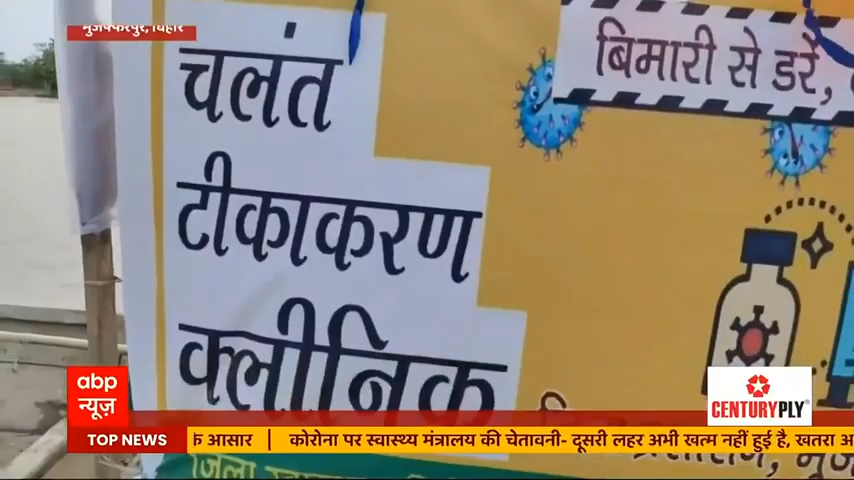 मुजफ्फरपुर, बिहार
बिमारी से डरें,
चलंत
टीकाकरण
क्लीनिक
abp
न्यूज़
CENTURYPLY
TOP NEWS
के आसार | कोरोना पर स्वास्थ्य मंत्रालय की चेतावनी- दूसरी लहर अभी खत्म नहीं हुई है, खतरा अ
जिला